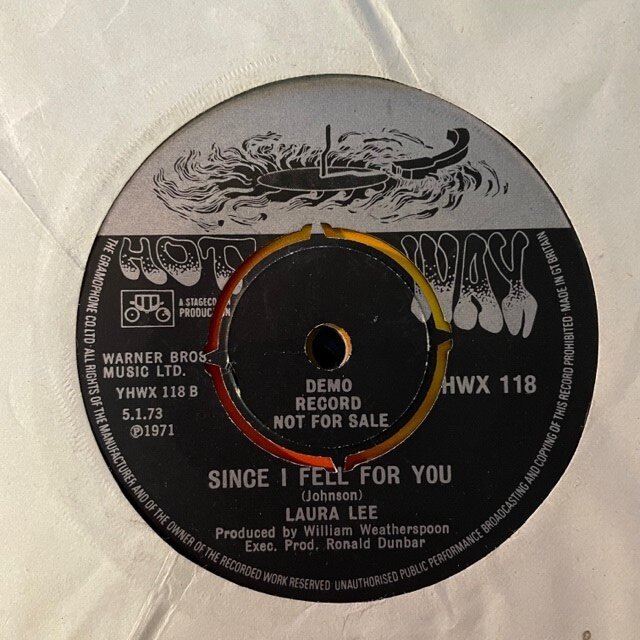 HOT WAX
A STAGECOACH
PRODUCTION
WARNER BROS.
MUSIC LTD.
YHWX 118 B
5.1.73
℗1971
HWX 118
DEMO
RECORD
NOT FOR SALE
SINCE I FELL FOR YOU
(Johnson)
LAURA LEE
Produced by William Weatherspoon
Exec. Prod. Ronald Dunbar
THE GRAMOPHONE CO.LTD·ALL RIGHTS OF THE MANUFACTURER AND OF THE OWNER OF THE RECORDED WORK RESERVED UNAUTHORISED PUBLIC PERFORMANCE BROADCASTING AND COPYING OF THIS RECORD PROHIBITED·MADE IN GT BRITAIN